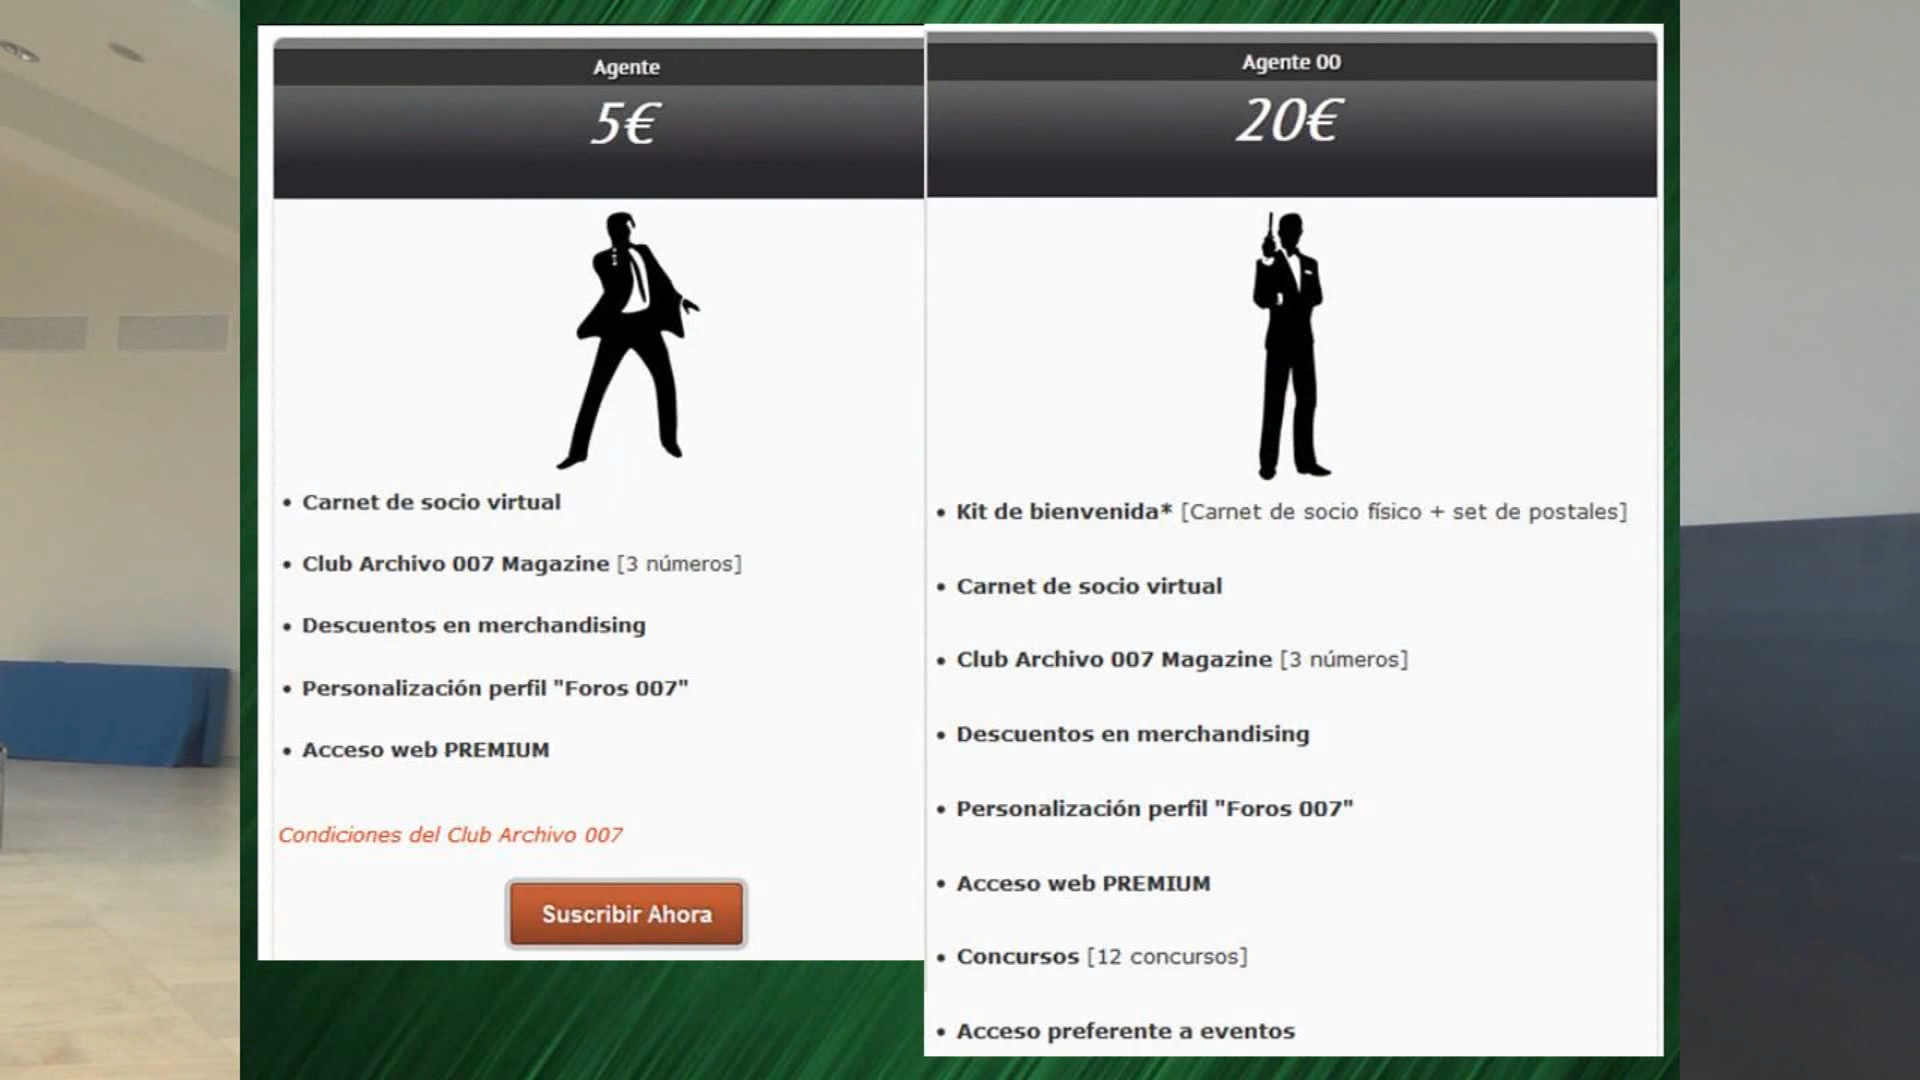 Agente
5€
• Carnet de socio virtual
• Club Archivo 007 Magazine [3 números]
• Descuentos en merchandising
• Personalización perfil "Foros 007"
• Acceso web PREMIUM
Condiciones del Club Archivo 007
Suscribir Ahora
Agente 00
20€
• Kit de bienvenida* [Carnet de socio físico + set de postales]
• Carnet de socio virtual
• Club Archivo 007 Magazine [3 números]
• Descuentos en merchandising
• Personalización perfil "Foros 007"
• Acceso web PREMIUM
• Concursos [12 concursos]
• Acceso preferente a eventos